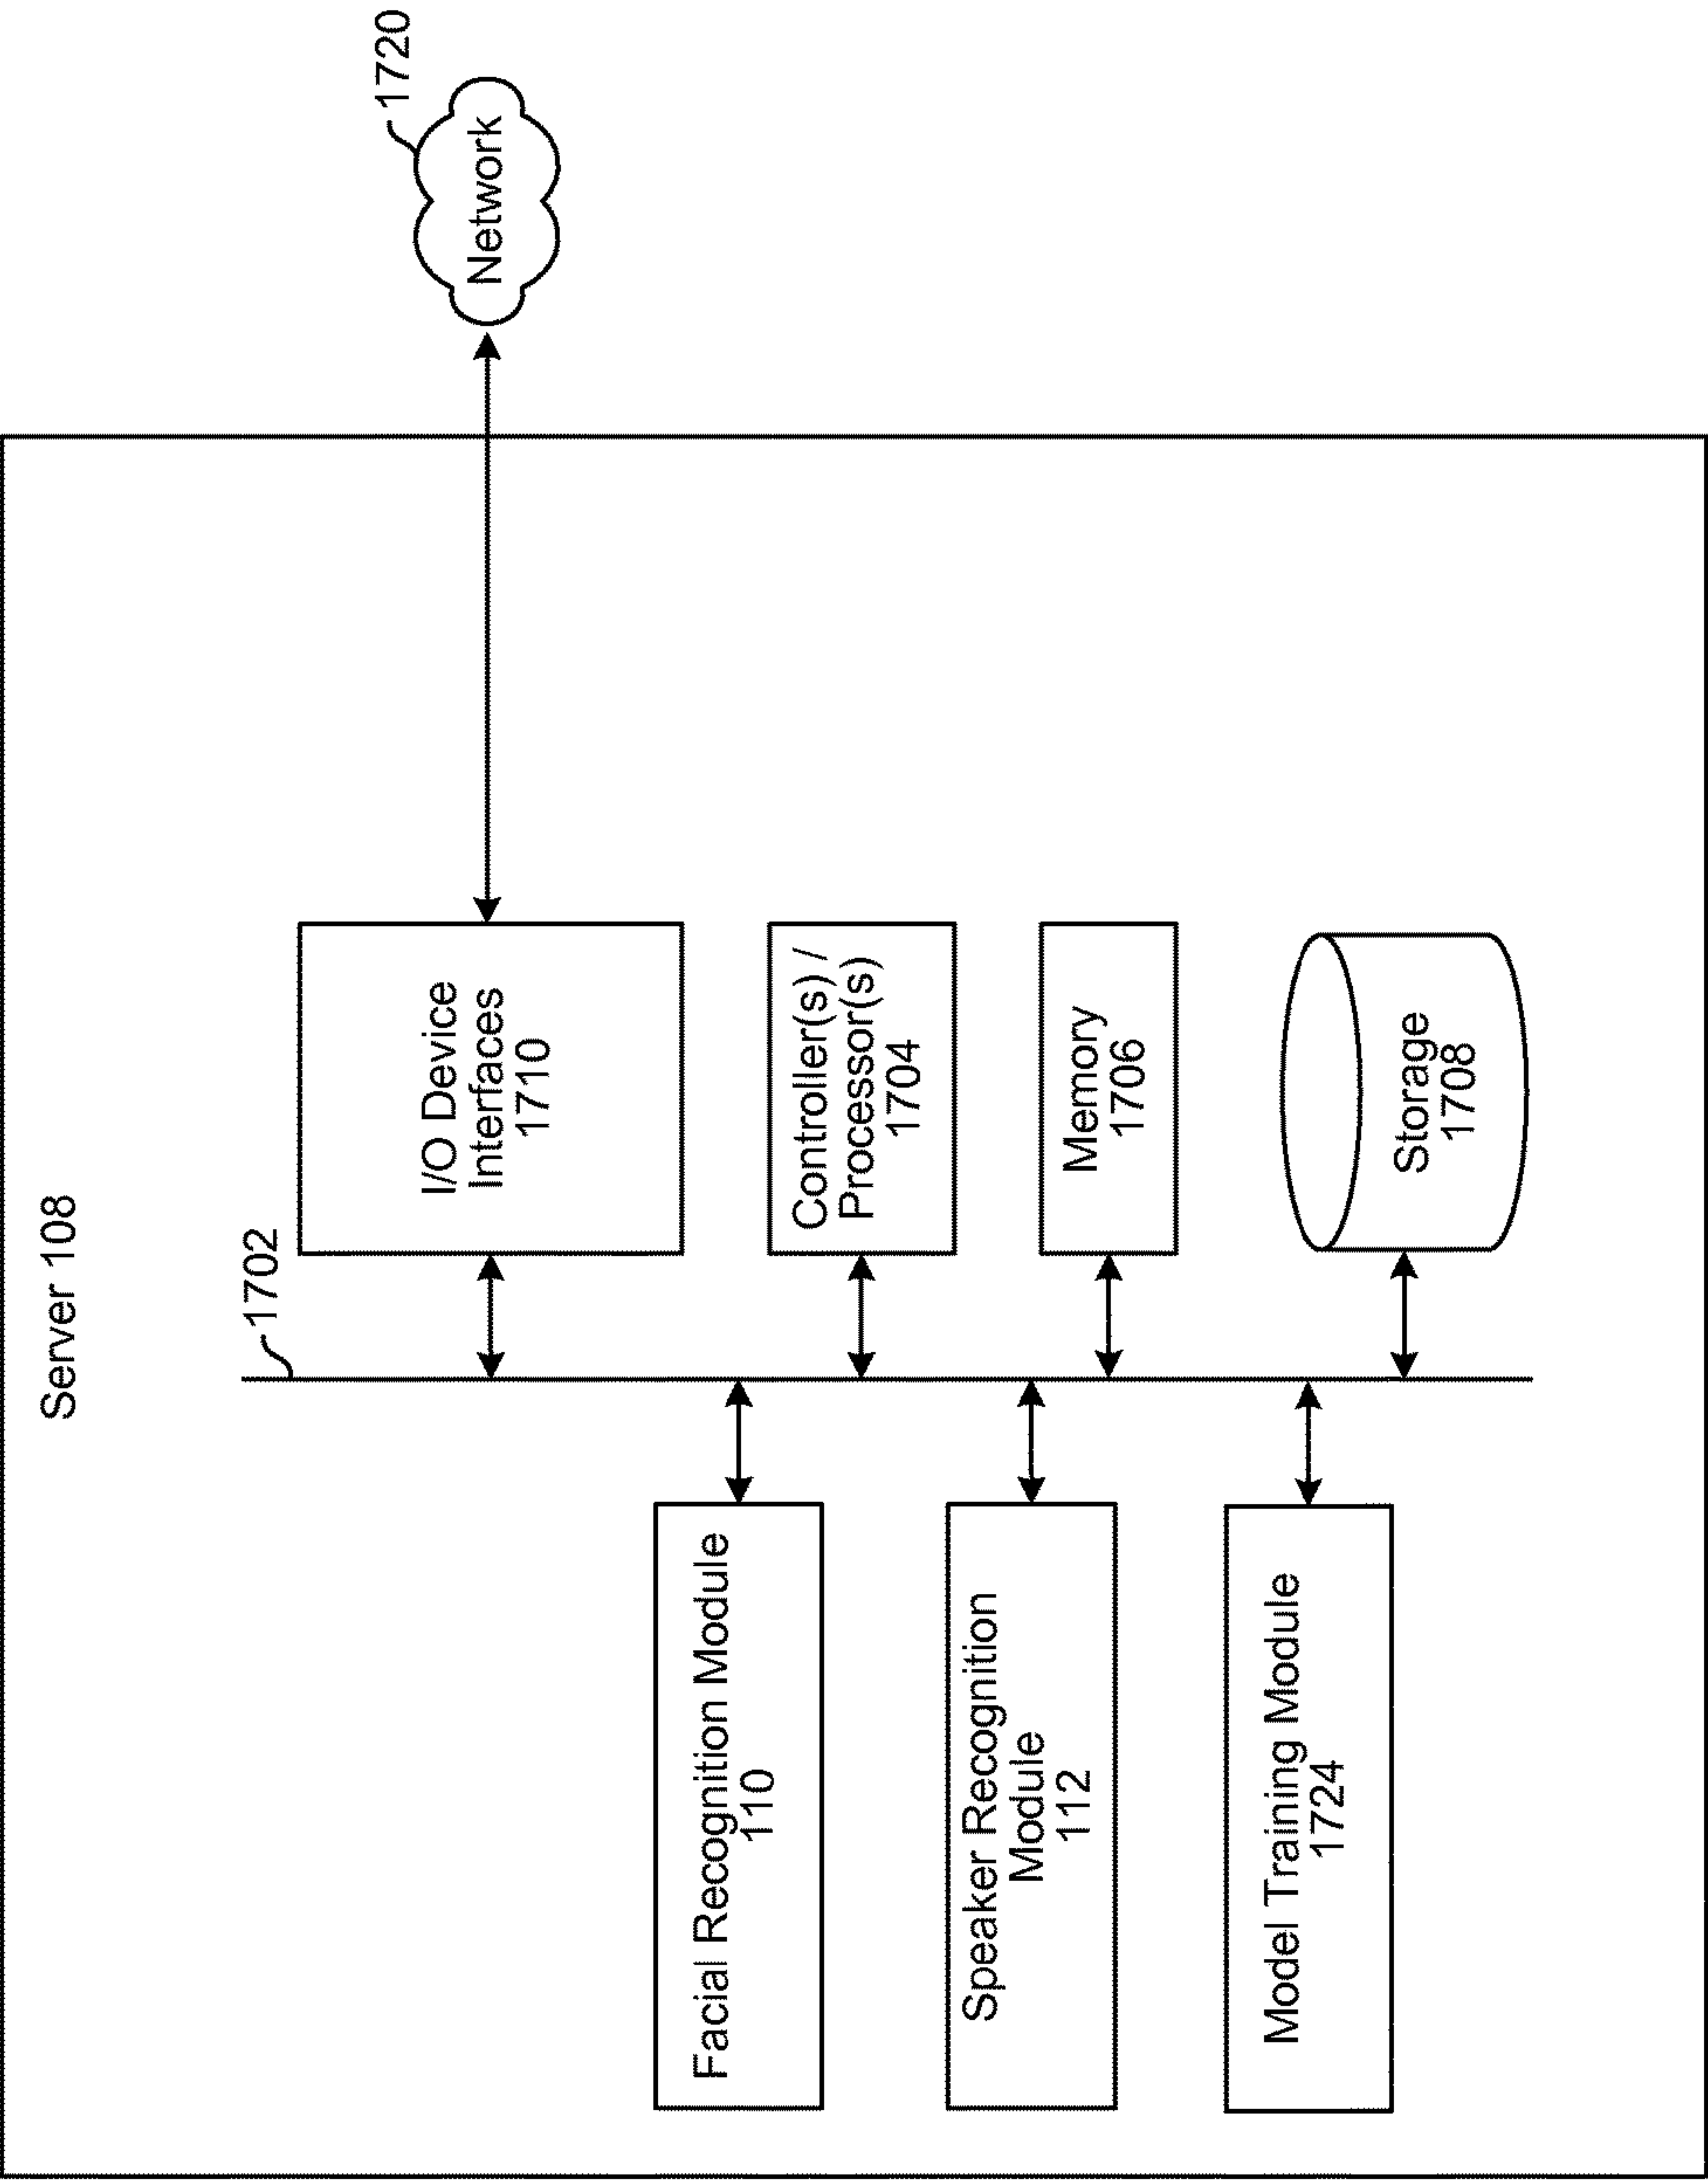 Server 108
1702
I/O Device
Interfaces
1710
Network
1720
Facial Recognition Module
110
Controller(s) /
Processor(s)
1704
Speaker Recognition
Module
112
Memory
1706
Model Training Module
1724
Storage
1708